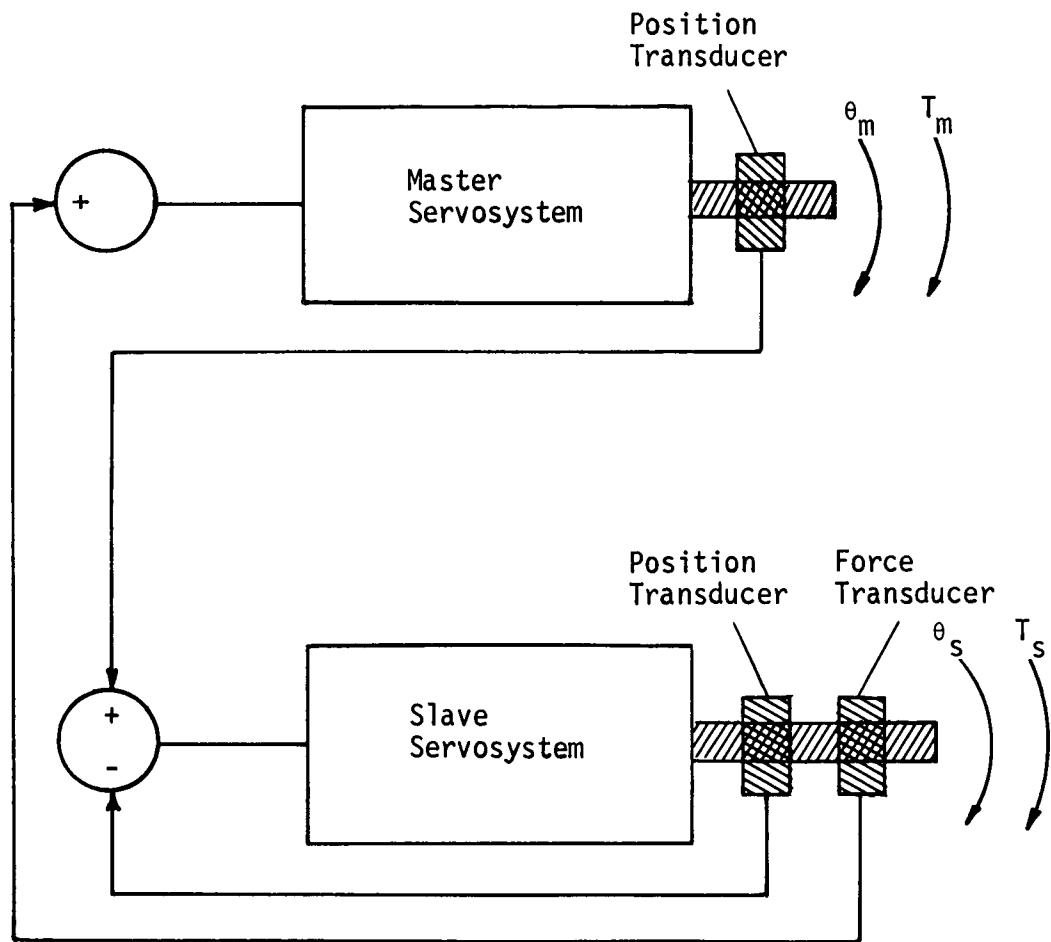 Position
Transducer
θm
Tm
+
Master
Servosystem
Position
Transducer
Force
Transducer
θs
Ts
+
-
Slave
Servosystem